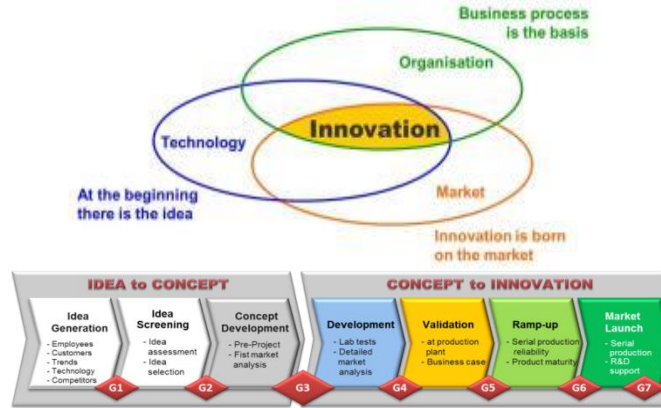 Business process
is the basis
Organisation
Technology
Innovation
At the beginning
there is the idea
Market
Innovation is born
on the market
IDEA to CONCEPT
CONCEPT to INNOVATION
Idea
Generation
- Employees
- Customers
- Trends
- Technology
- Competitors
G1
Idea
Screening
- Idea
assessment
- Idea
selection
G2
Concept
Development
- Pre-Project
- Fist market
analysis
G3
Development
- Lab tests
- Detailed
market
analysis
G4
Validation
- at production
plant
- Business case
G5
Ramp-up
- Serial production
reliability
- Product maturity
G6
Market
Launch
- Serial
production
- R&D
support
G7